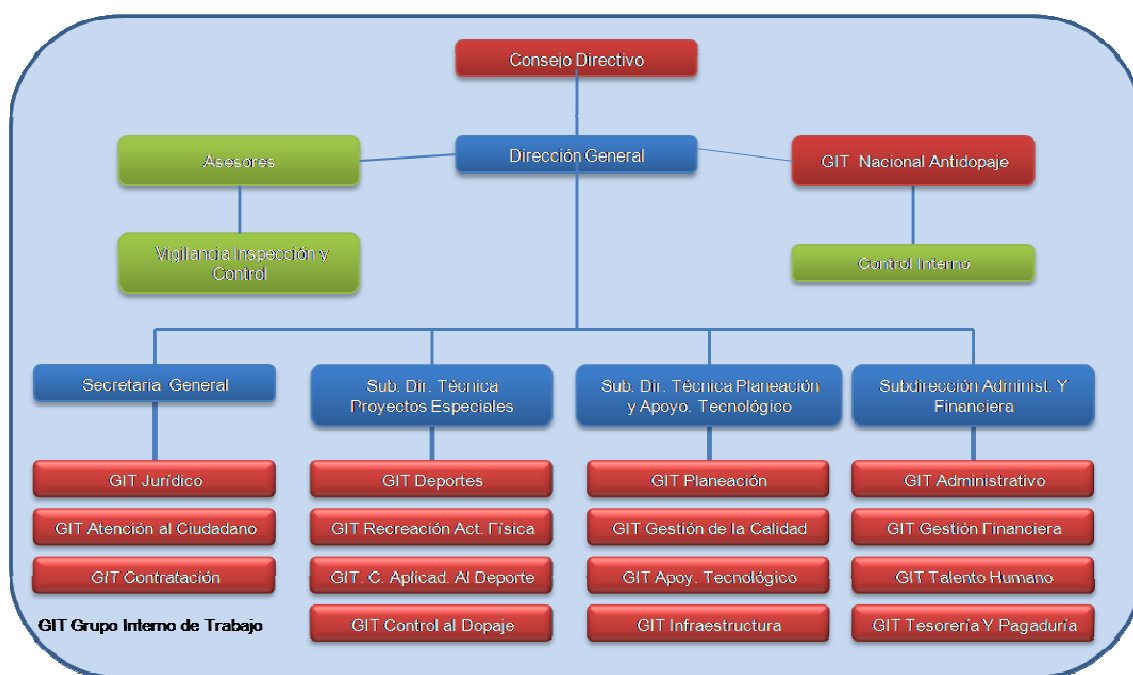 Consejo Directivo
Asesores
Dirección General
GIT Nacional Antidopaje
Vigilancia Inspección y
Control
Control Interno
Secretaria General
Sub. Dir. Técnica
Proyectos Especiales
Sub. Dir. Técnica Planeación
y Apoyo. Tecnológico
Subdirección Administ. Y
Financiera
GIT Jurídico
GIT Deportes
GIT Planeación
GIT Administrativo
GIT Atención al Ciudadano
GIT Recreación Act. Física
GIT Gestión de la Calidad
GIT Gestión Financiera
GIT Contratación
GIT. C. Aplicad. Al Deporte
GIT Apoy. Tecnológico
GIT Talento Humano
GIT Grupo Interno de Trabajo
GIT Control al Dopaje
GIT Infraestructura
GIT Tesorería Y Pagaduría